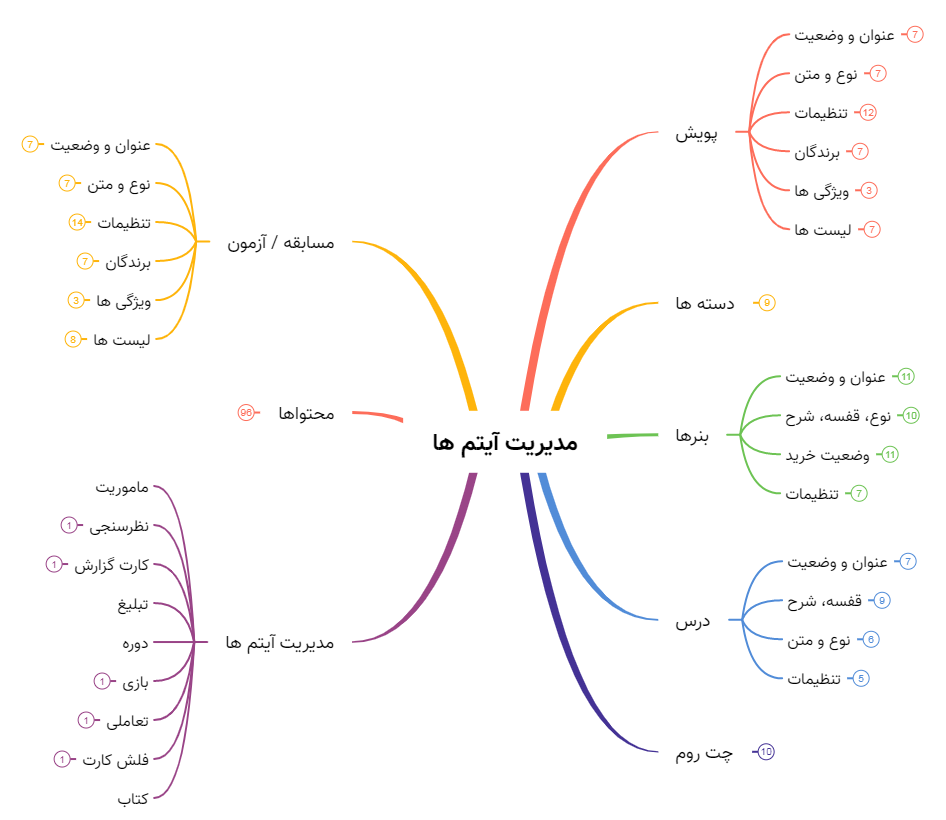 مدیریت آیتم ها
پویش
عنوان و وضعیت 7
نوع و متن 7
تنظیمات 12
برندگان 7
ویژگی ها 3
لیست ها 7
دسته ها 9
بنرها
عنوان و وضعیت 11
نوع، قفسه، شرح 10
وضعیت خرید 11
تنظیمات 7
درس
عنوان و وضعیت 7
قفسه، شرح 9
نوع و متن 6
تنظیمات 5
چت روم 10
مسابقه / آزمون
عنوان و وضعیت 7
نوع و متن 7
تنظیمات 14
برندگان 7
ویژگی ها 3
لیست ها 8
محتواها 96
مدیریت آیتم ها
ماموریت
نظرسنجی 1
کارت گزارش 1
تبلیغ
دوره
بازی 1
تعاملی 1
فلش کارت 1
کتاب